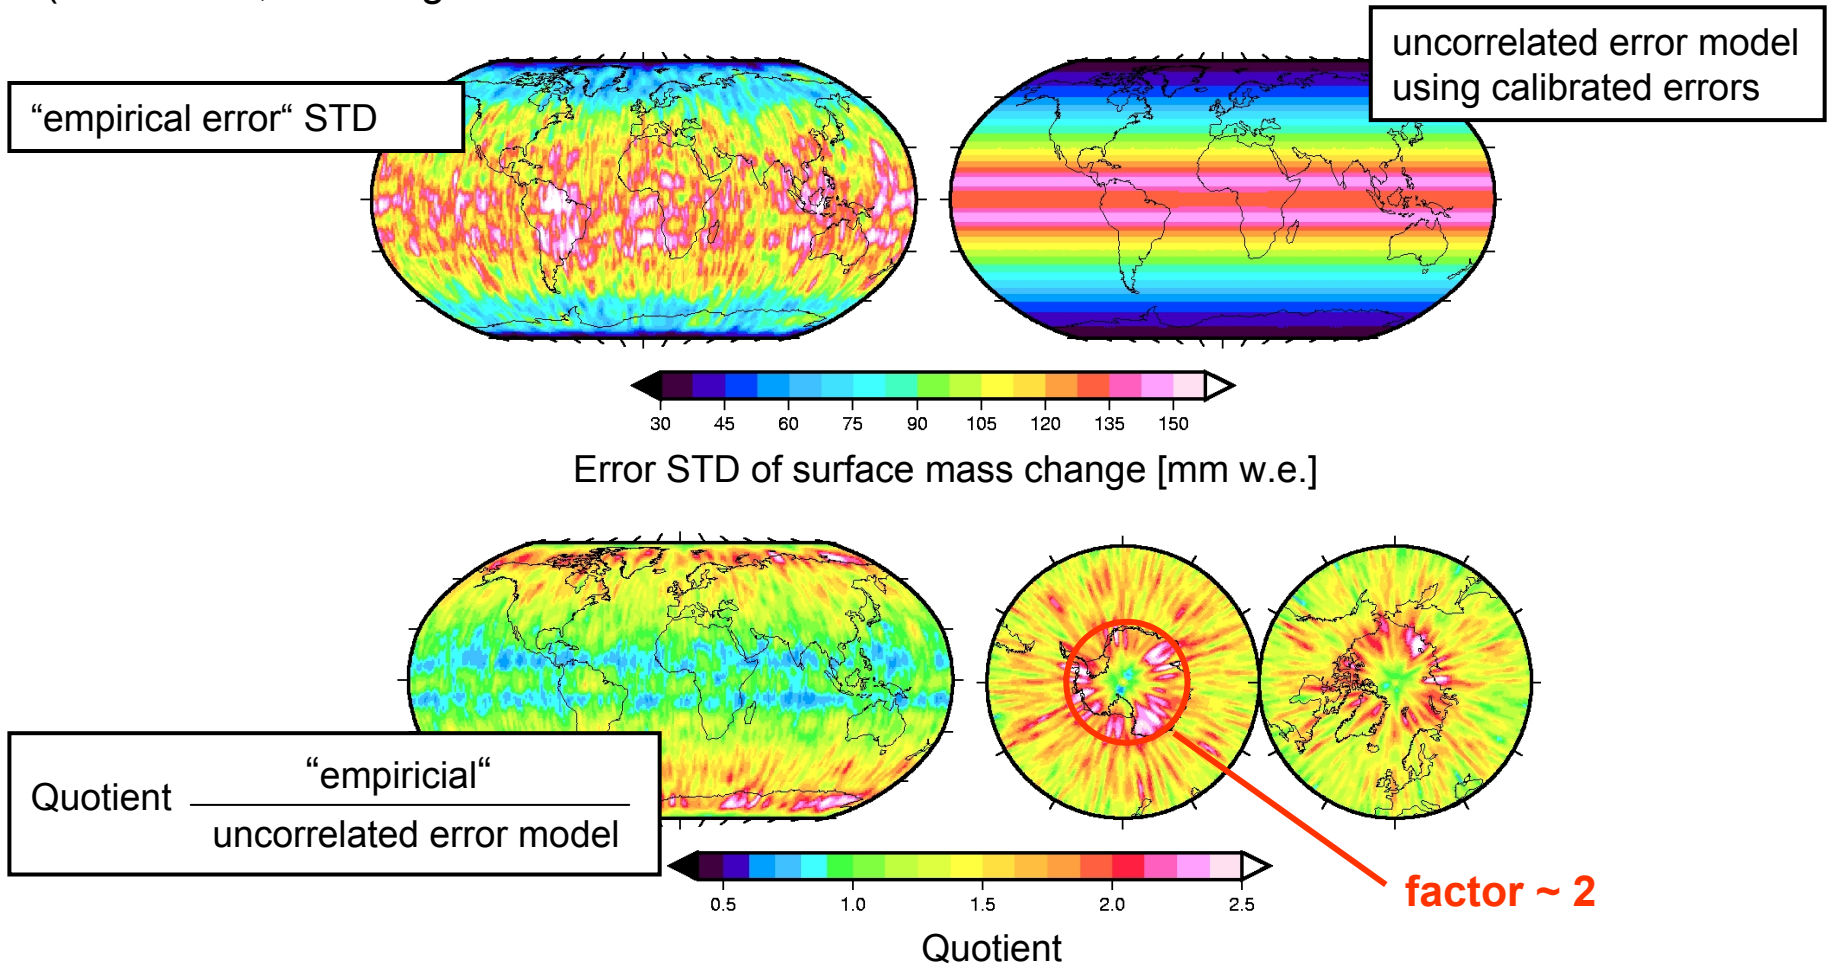 uncorrelated error model
using calibrated errors
“empirical error“ STD
30 45 60 75 90 105 120 135 150
Error STD of surface mass change [mm w.e.]
Quotient
“empiricial“
uncorrelated error model
0.5 1.0 1.5 2.0 2.5
factor ~ 2
Quotient